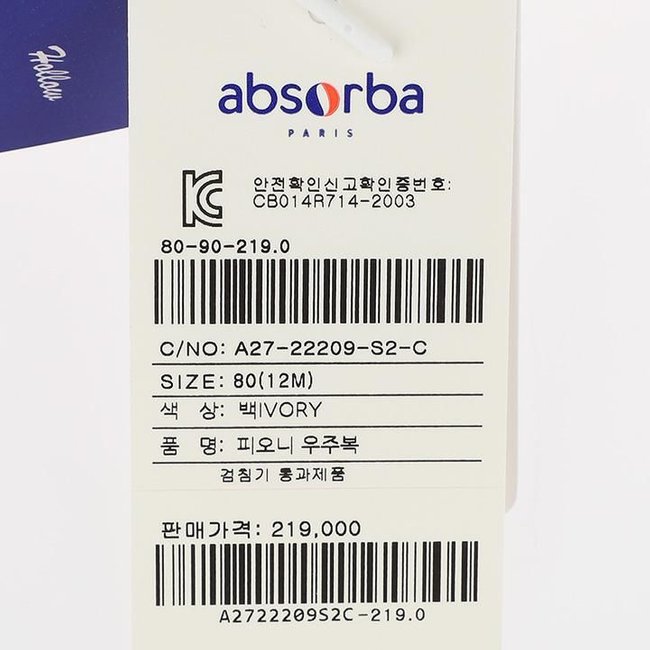 Hollow
absorba
PARIS
안전확인신고확인증번호:
CB014R714-2003
80-90-219.0
C/NO: A27-22209-S2-C
SIZE: 80(12M)
색 상: 백IVORY
품 명: 피오니 우주복
검침기 통과제품
판매가격: 219,000
A2722209S2C-219.0